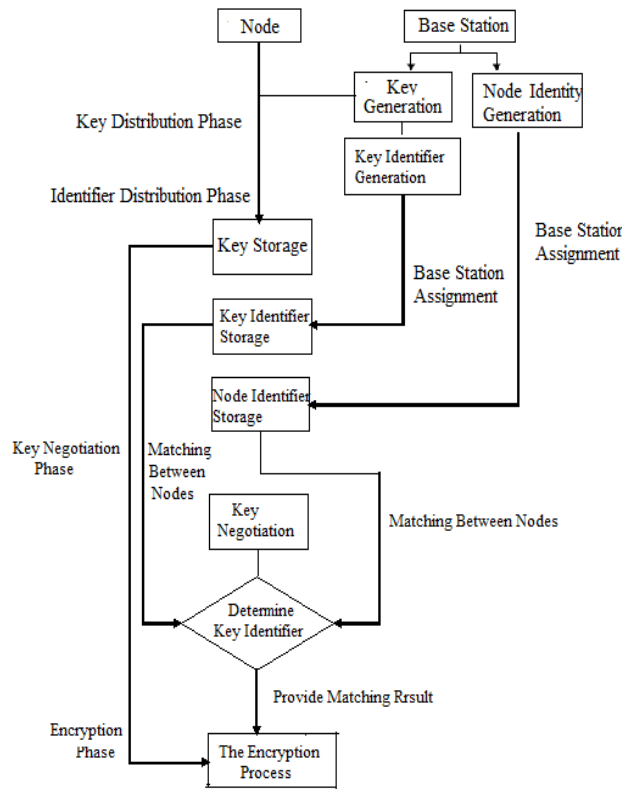 Node
Base Station
Key
Generation
Node Identity
Generation
Key Distribution Phase
Key Identifier
Generation
Identifier Distribution Phase
Key Storage
Base Station
Assignment
Base Station
Assignment
Key Identifier
Storage
Node Identifier
Storage
Key Negotiation
Phase
Matching
Between
Nodes
Key
Negotiation
Matching Between Nodes
Determine
Key Identifier
Provide Matching Rrsult
Encryption
Phase
The Encryption
Process